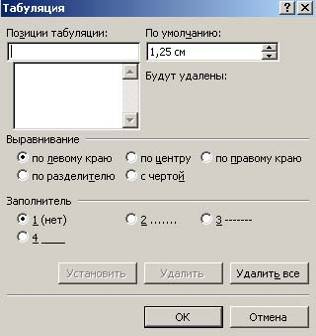 Табуляция
Позиции табуляции: По умолчанию:
1,25 см
Будут удалены:
Выравнивание
по левому краю по центру по правому краю
по разделителю с чертой
Заполнитель
1 (нет) 2 ....... 3 -------
4 ____
Установить Удалить Удалить все
ОК Отмена